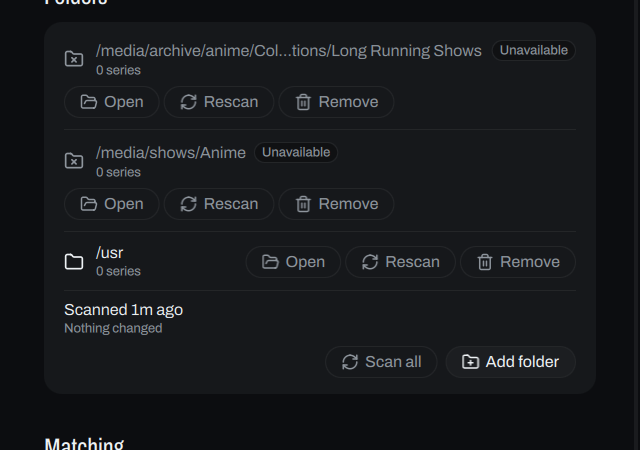 Folders
/media/archive/anime/Col...tions/Long Running Shows Unavailable
0 series
Open Rescan Remove
/media/shows/Anime Unavailable
0 series
Open Rescan Remove
/usr
0 series
Open Rescan Remove
Scanned 1m ago
Nothing changed
Scan all Add folder
Matching